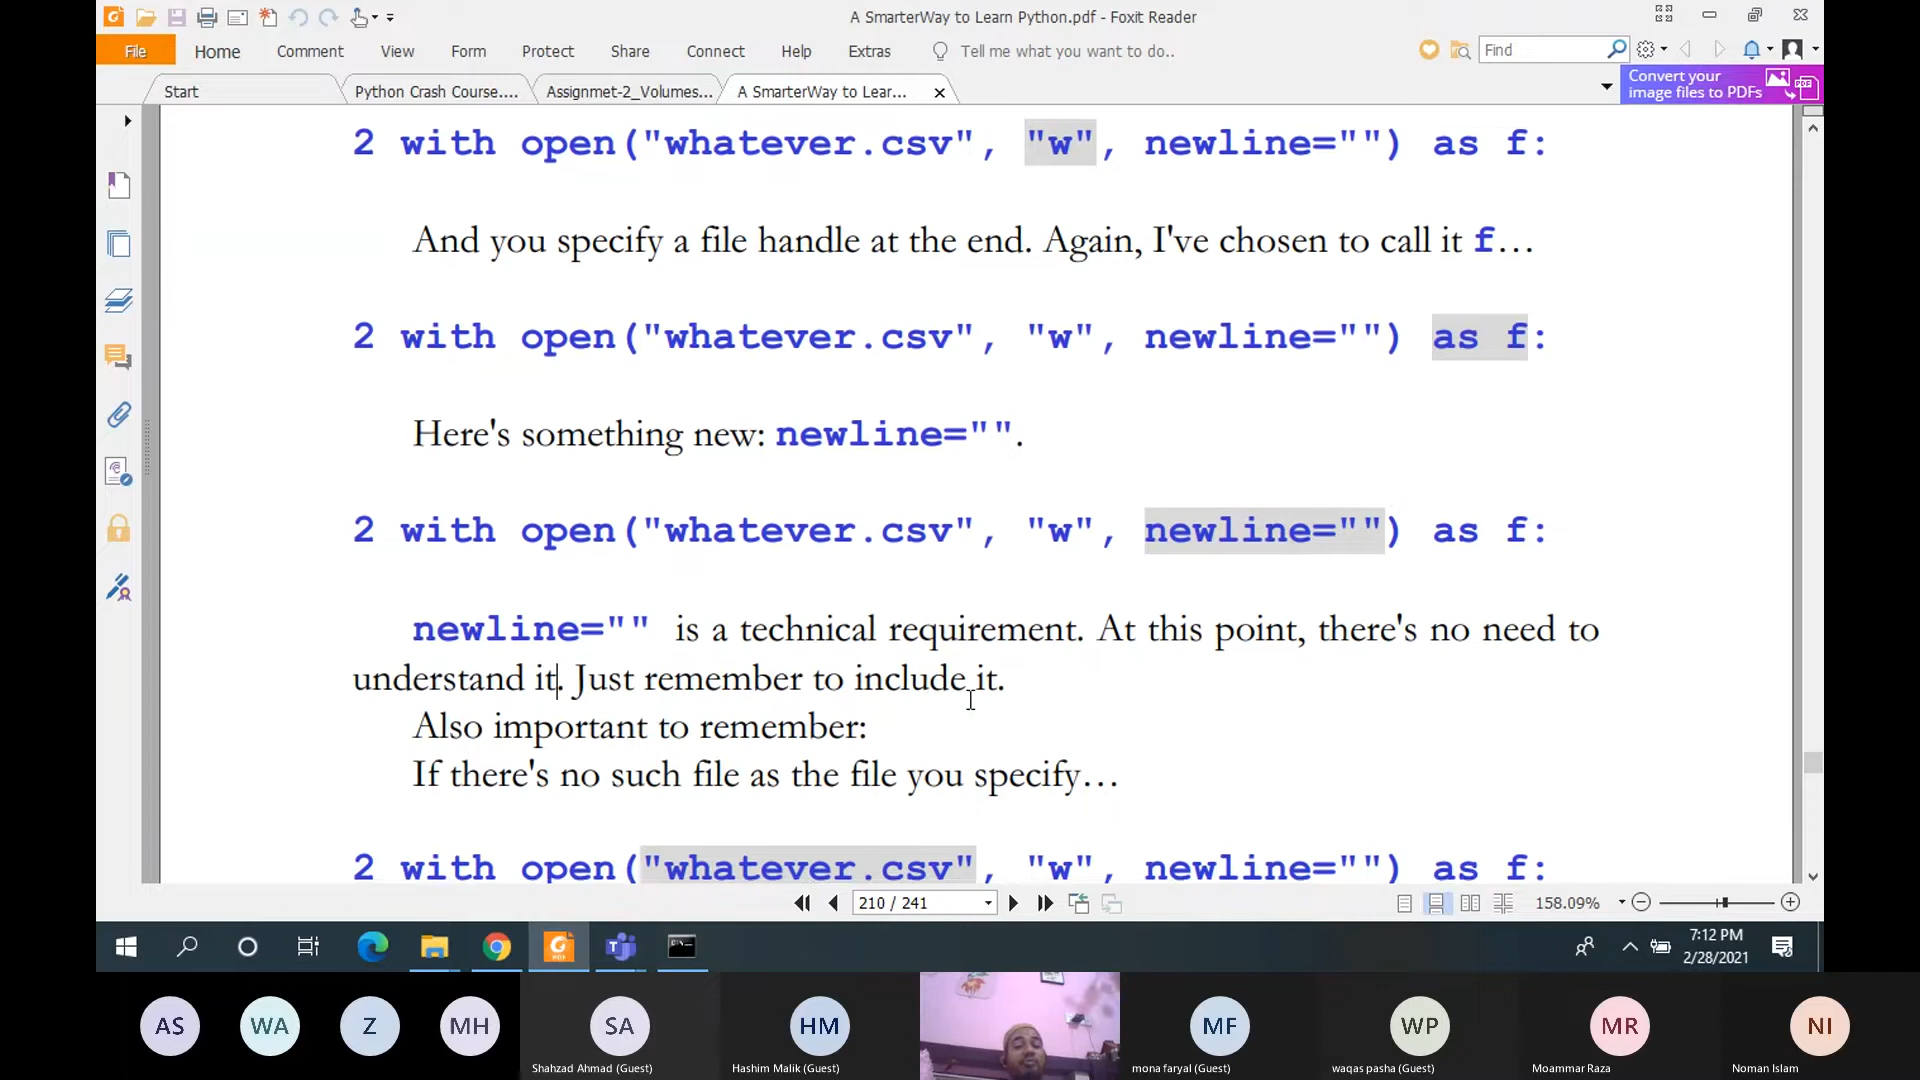 A SmarterWay to Learn Python.pdf - Foxit Reader
File Home Comment View Form Protect Share Connect Help Extras Tell me what you want to do.. Find
Start Python Crash Course.... Assignmet-2_Volumes... A SmarterWay to Lear...
Convert your
image files to PDFs
2 with open("whatever.csv", "w", newline="") as f:
And you specify a file handle at the end. Again, I've chosen to call it f…
2 with open("whatever.csv", "w", newline="") as f:
Here's something new: newline="".
2 with open("whatever.csv", "w", newline="") as f:
newline="" is a technical requirement. At this point, there's no need to
understand it. Just remember to include it.
Also important to remember:
If there's no such file as the file you specify…
2 with open("whatever.csv", "w", newline="") as f:
210 / 241
158.09%
7:12 PM
2/28/2021
AS WA Z MH SA HM MF WP MR NI
Shahzad Ahmad (Guest) Hashim Malik (Guest) mona faryal (Guest) waqas pasha (Guest) Moammar Raza Noman Islam